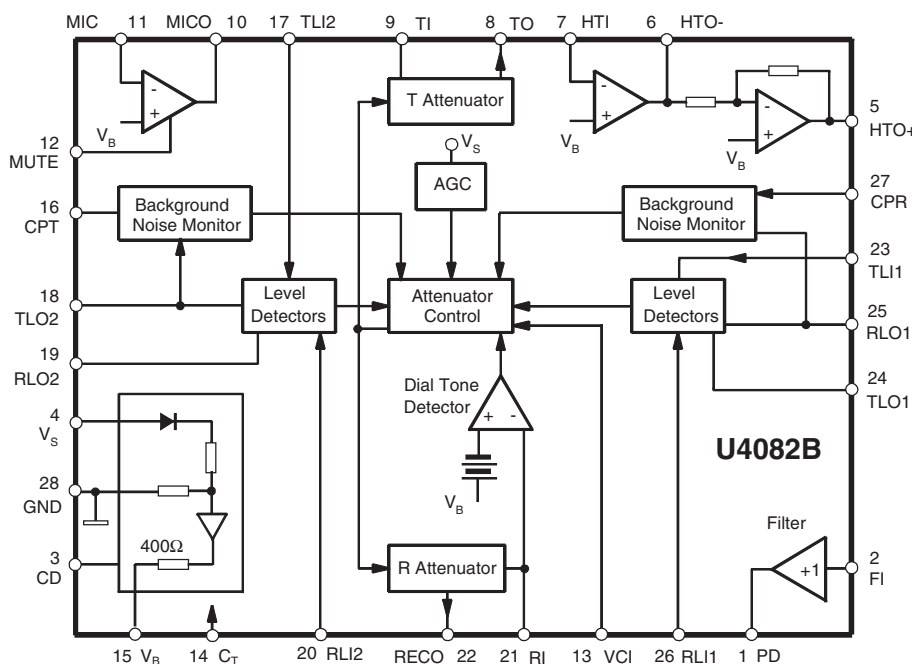 MIC 11 MICO 10 17 TLI2 9 TI 8 TO 7 HTI 6 HTO-
- + V_B
T Attenuator
- + V_B
- + V_B
5 HTO+
12 MUTE
V_S
AGC
16 CPT
Background Noise Monitor
Background Noise Monitor
27 CPR
23 TLI1
18 TLO2
Level Detectors
Attenuator Control
Level Detectors
25 RLO1
19 RLO2
24 TLO1
Dial Tone Detector
+ -
V_B
4 V_S
U4082B
28 GND
Filter
400Ω
3 CD
R Attenuator
+1
2 FI
15 V_B 14 C_T 20 RLI2 RECO 22 21 RI 13 VCI 26 RLI1 1 PD